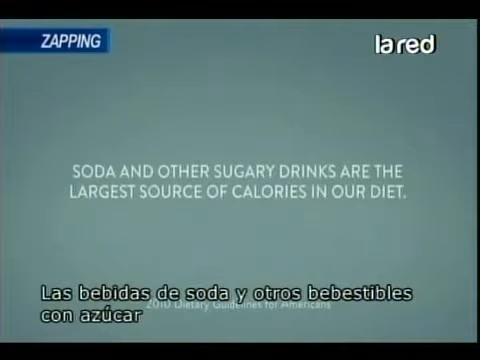 ZAPPING
la red
SODA AND OTHER SUGARY DRINKS ARE THE
LARGEST SOURCE OF CALORIES IN OUR DIET.
2010 Dietary Guidelines for Americans
Las bebidas de soda y otros bebestibles
con azúcar